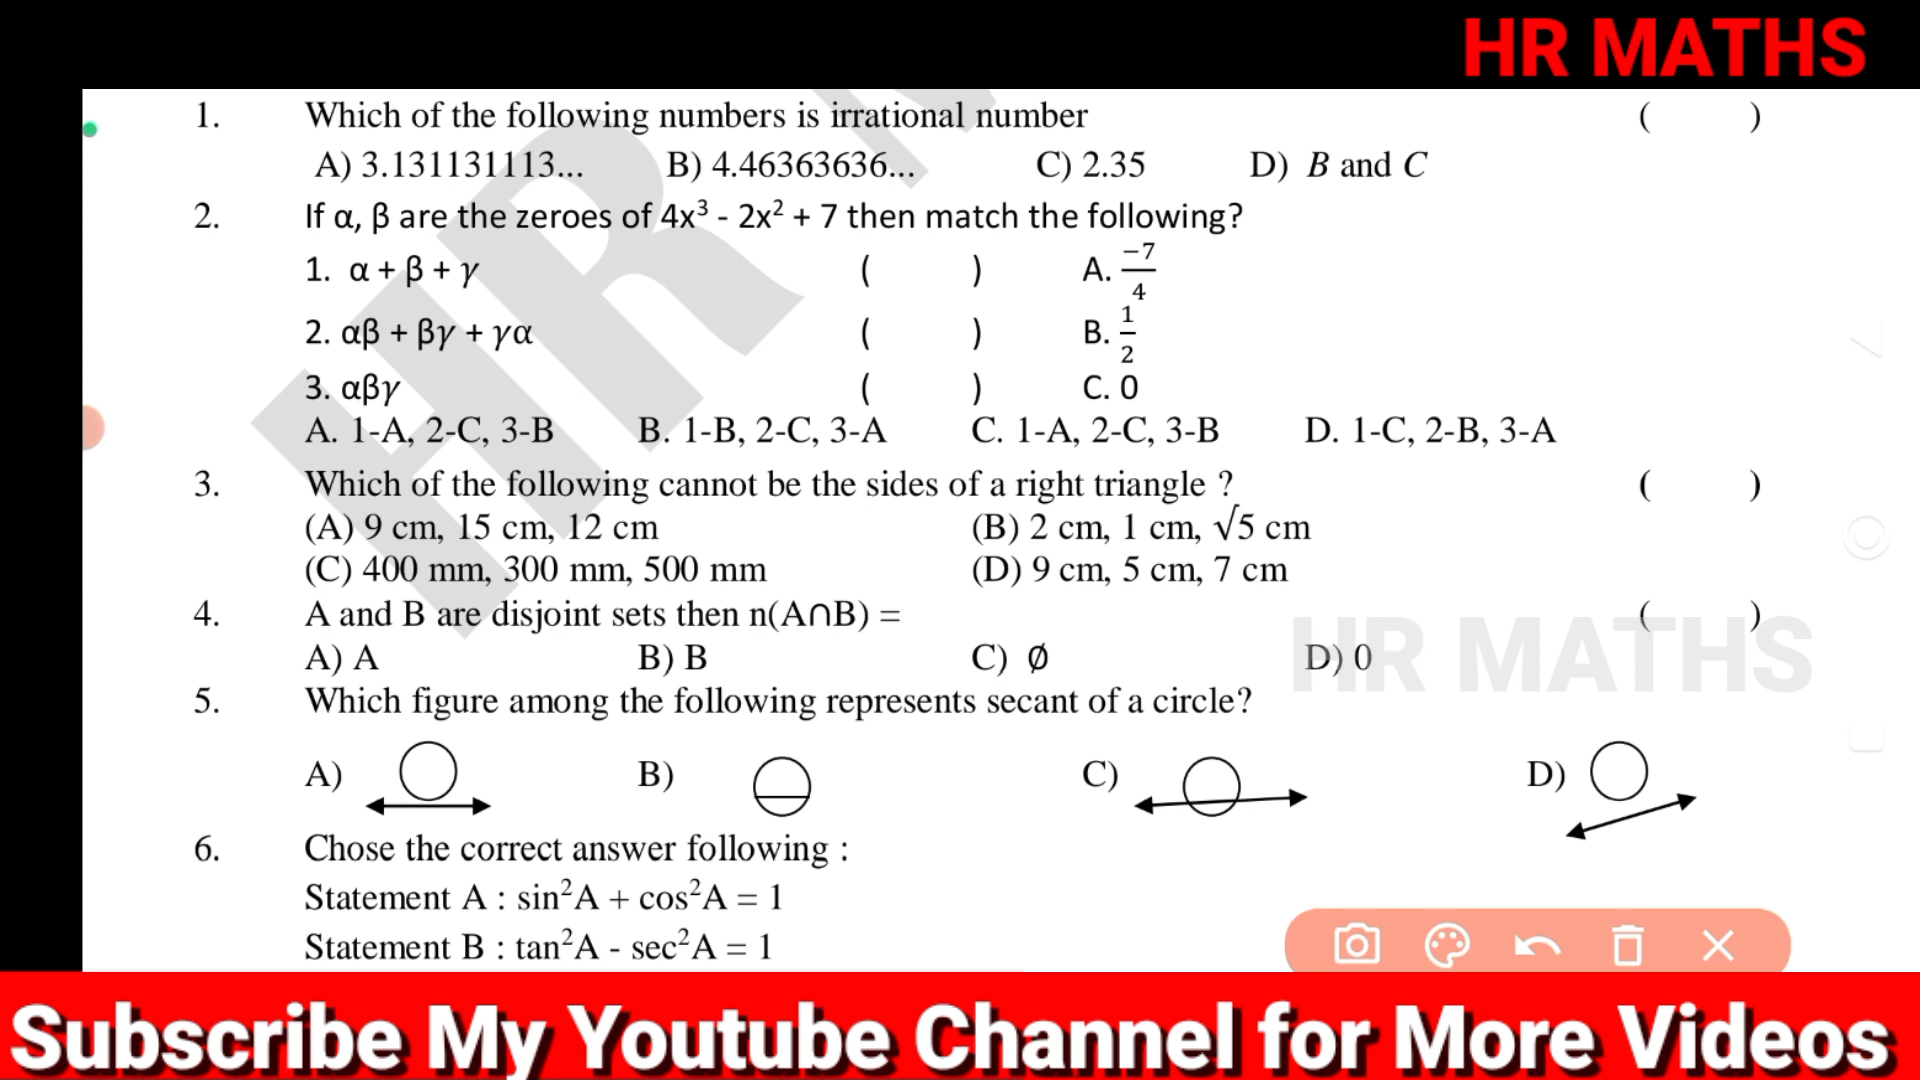 HR MATHS
1. Which of the following numbers is irrational number ( )
A) 3.131131113... B) 4.46363636... C) 2.35 D) B and C
2. If α, β are the zeroes of 4x³ - 2x² + 7 then match the following?
1. α + β + γ ( ) A. −7/4
2. αβ + βγ + γα ( ) B. 1/2
3. αβγ ( ) C. 0
A. 1-A, 2-C, 3-B B. 1-B, 2-C, 3-A C. 1-A, 2-C, 3-B D. 1-C, 2-B, 3-A
3. Which of the following cannot be the sides of a right triangle ? ( )
(A) 9 cm, 15 cm, 12 cm (B) 2 cm, 1 cm, √5 cm
(C) 400 mm, 300 mm, 500 mm (D) 9 cm, 5 cm, 7 cm
4. A and B are disjoint sets then n(A∩B) = ( )
A) A B) B C) ∅ D) 0
HR MATHS
5. Which figure among the following represents secant of a circle?
A) B) C) D)
6. Chose the correct answer following :
Statement A : sin²A + cos²A = 1
Statement B : tan²A - sec²A = 1
Subscribe My Youtube Channel for More Videos